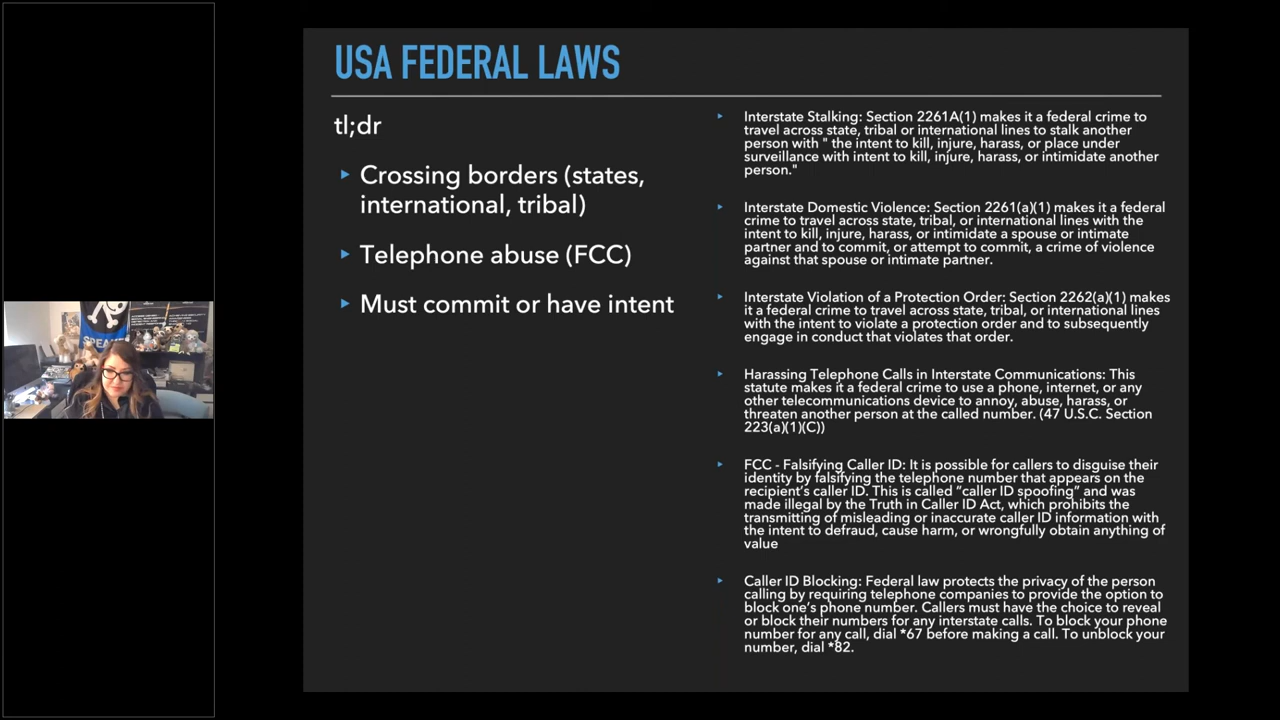 USA FEDERAL LAWS
tl;dr
Crossing borders (states,
international, tribal)
Telephone abuse (FCC)
Must commit or have intent
Interstate Stalking: Section 2261A(1) makes it a federal crime to
travel across state, tribal or international lines to stalk another
person with " the intent to kill, injure, harass, or place under
surveillance with intent to kill, injure, harass, or intimidate another
person."
Interstate Domestic Violence: Section 2261(a)(1) makes it a federal
crime to travel across state, tribal, or international lines with the
intent to kill, injure, harass, or intimidate a spouse or intimate
partner and to commit, or attempt to commit, a crime of violence
against that spouse or intimate partner.
Interstate Violation of a Protection Order: Section 2262(a)(1) makes
it a federal crime to travel across state, tribal, or international lines
with the intent to violate a protection order and to subsequently
engage in conduct that violates that order.
Harassing Telephone Calls in Interstate Communications: This
statute makes it a federal crime to use a phone, internet, or any
other telecommunications device to annoy, abuse, harass, or
threaten another person at the called number. (47 U.S.C. Section
223(a)(1)(C))
FCC - Falsifying Caller ID: It is possible for callers to disguise their
identity by falsifying the telephone number that appears on the
recipient's caller ID. This is called “caller ID spoofing” and was
made illegal by the Truth in Caller ID Act, which prohibits the
transmitting of misleading or inaccurate caller ID information with
the intent to defraud, cause harm, or wrongfully obtain anything of
value
Caller ID Blocking: Federal law protects the privacy of the person
calling by requiring telephone companies to provide the option to
block one's phone number. Callers must have the choice to reveal
or block their numbers for any interstate calls. To block your phone
number for any call, dial *67 before making a call. To unblock your
number, dial *82.